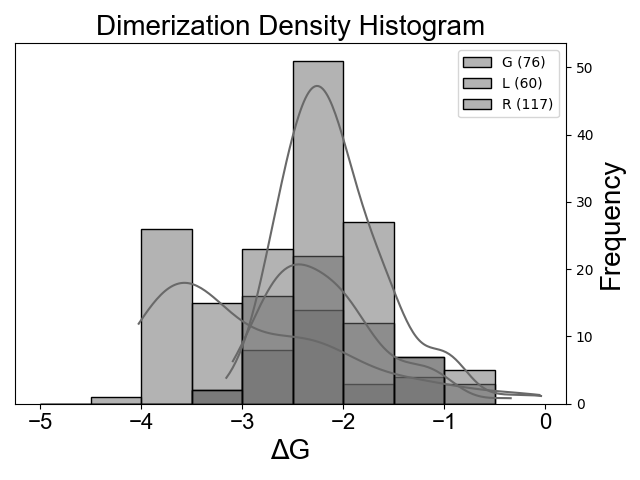 Dimerization Density Histogram
G (76)
L (60)
R (117)
50
40
30
20
10
0
Frequency
−5 −4 −3 −2 −1 0
ΔG